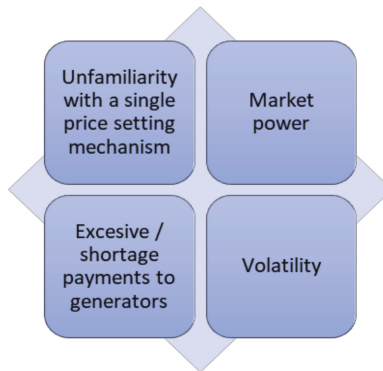 Unfamiliarity
with a single
price setting
mechanism
Market
power
Excesive /
shortage
payments to
generators
Volatility